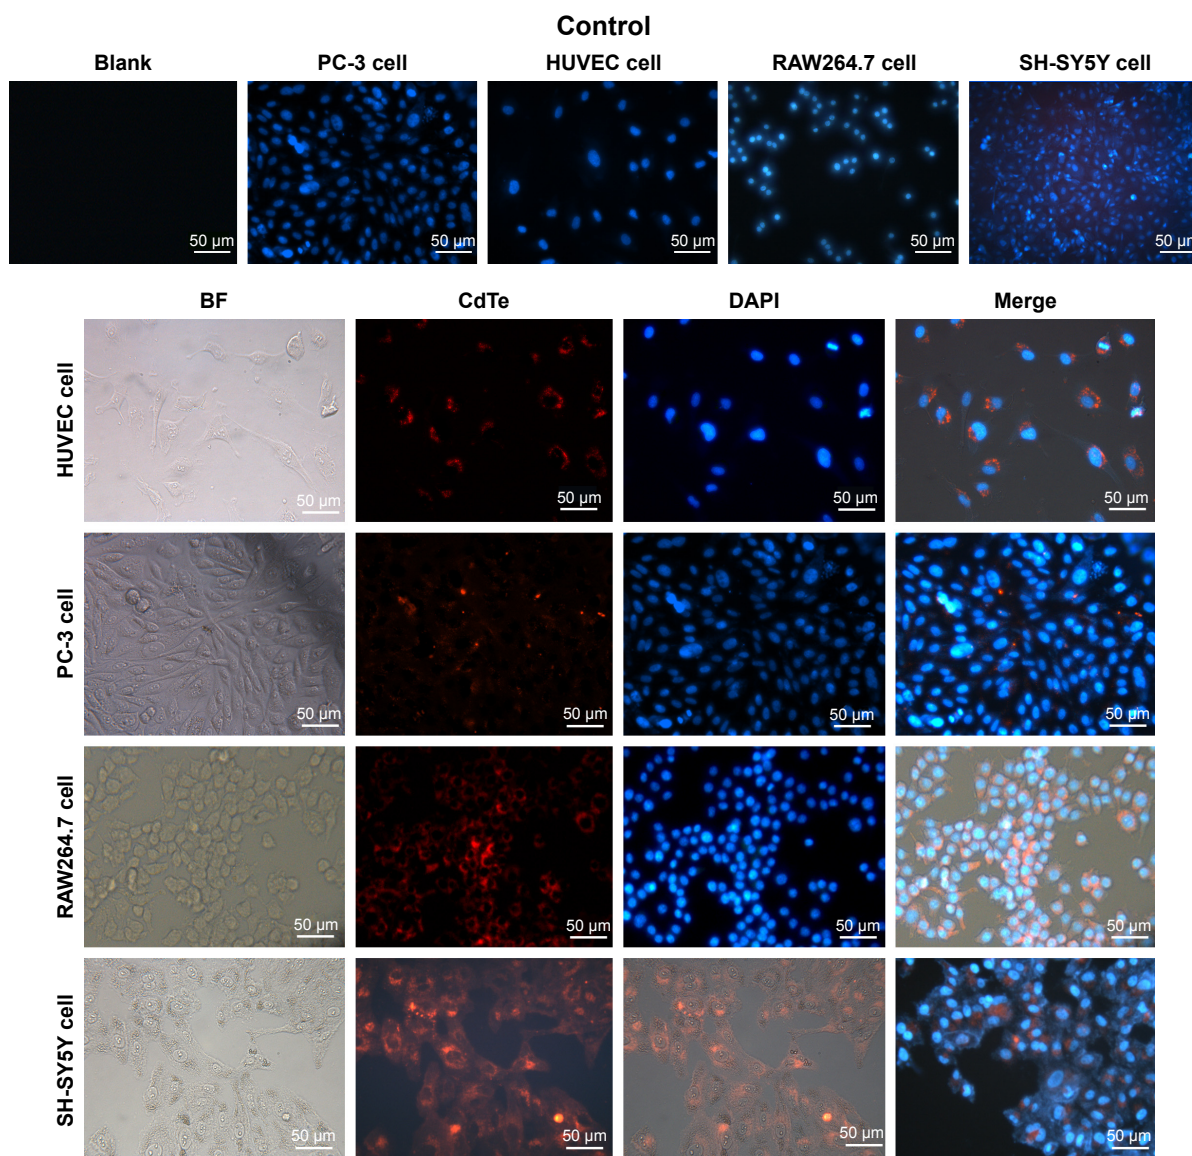 Control
Blank PC-3 cell HUVEC cell RAW264.7 cell SH-SY5Y cell
50 µm 50 µm 50 µm 50 µm 50 µm
BF CdTe DAPI Merge
HUVEC cell
50 µm 50 µm 50 µm 50 µm
PC-3 cell
50 µm 50 µm 50 µm 50 µm
RAW264.7 cell
50 µm 50 µm 50 µm 50 µm
SH-SY5Y cell
50 µm 50 µm 50 µm 50 µm